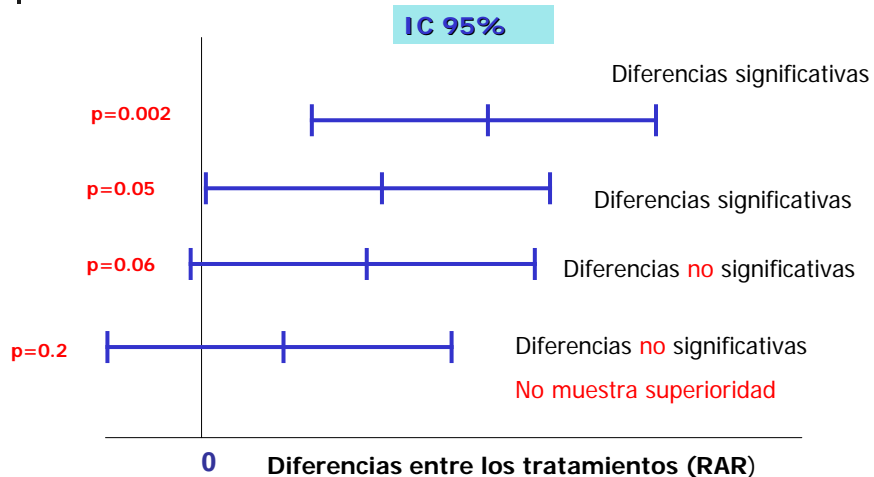 IC 95%
Diferencias significativas
p=0.002
p=0.05
Diferencias significativas
p=0.06
Diferencias no significativas
p=0.2
Diferencias no significativas
No muestra superioridad
0
Diferencias entre los tratamientos (RAR)